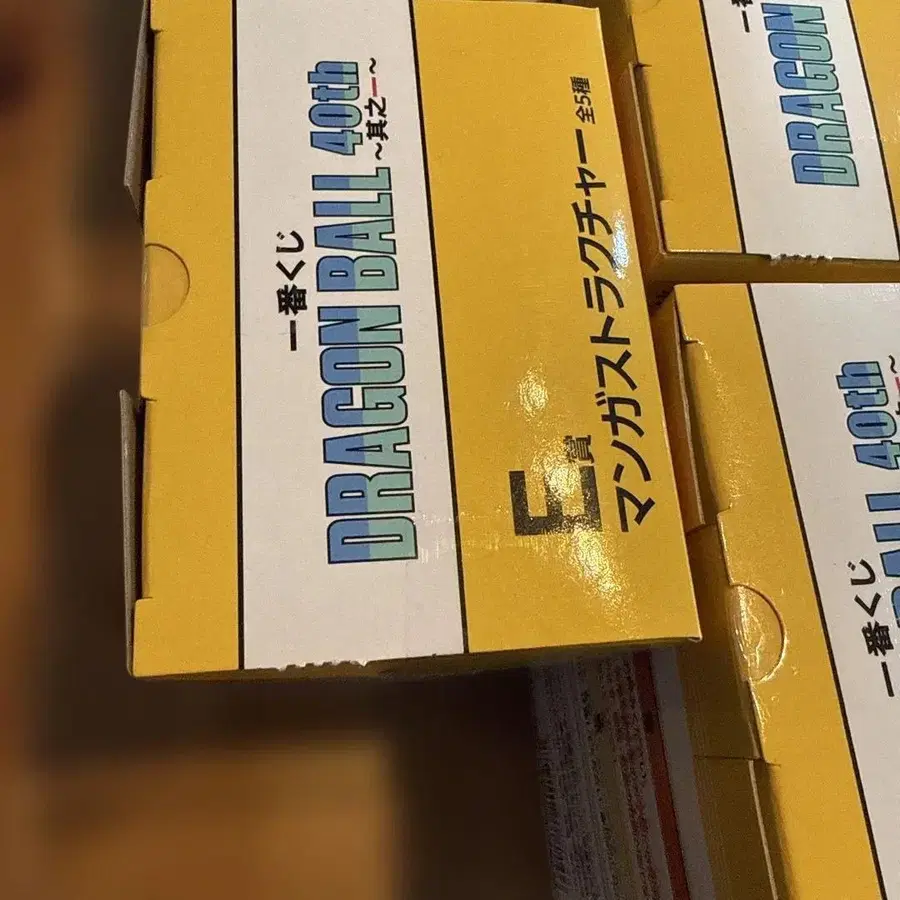 一番くじ
DRAGON BALL 40th
~其之一~
E賞
マンガストラクチャー 全5種
一
DRAGON
一番くじ
BALL 40th